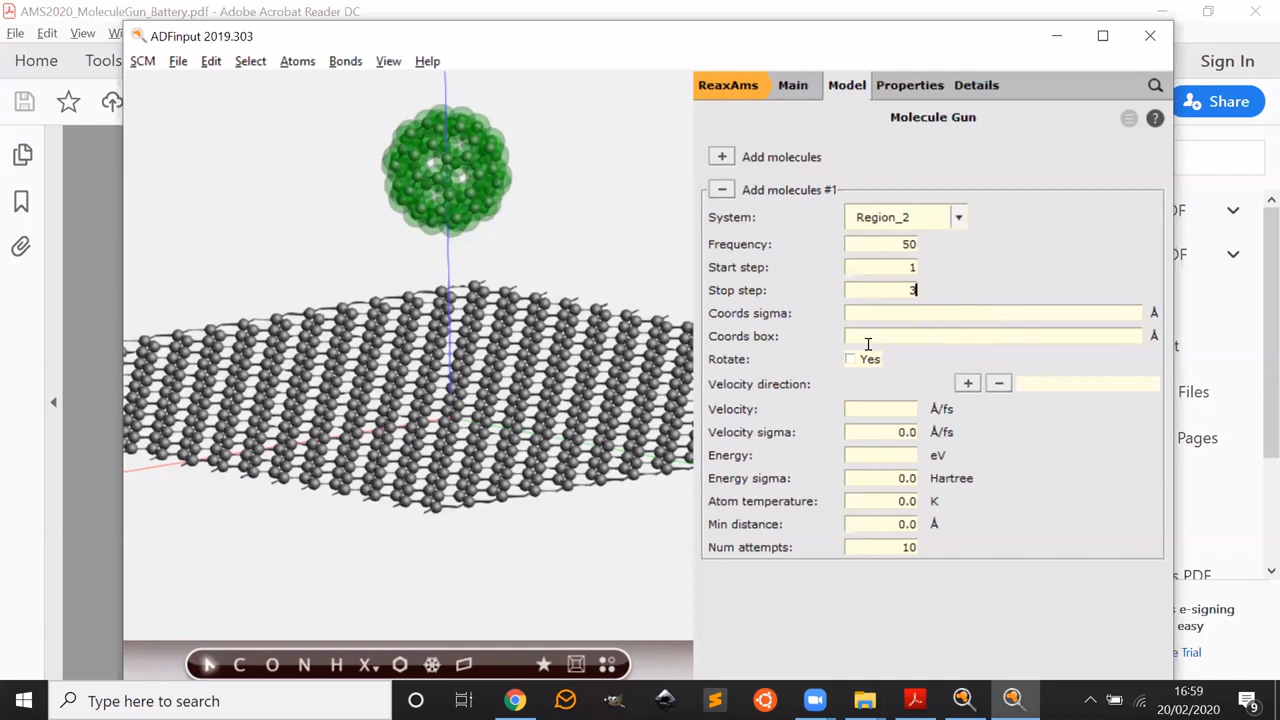 AMS2020_MoleculeGun_Battery.pdf - Adobe Acrobat Reader DC
File Edit View
Home Tools
Sign In
Share
ADFinput 2019.303
SCM File Edit Select Atoms Bonds View Help
ReaxAms Main Model Properties Details
Molecule Gun
?
+ Add molecules
- Add molecules #1
System: Region_2
Frequency: 50
Start step: 1
Stop step: 3
Coords sigma: Å
Coords box: Å
Rotate: Yes
Velocity direction: + -
Velocity: Å/fs
Velocity sigma: 0.0 Å/fs
Energy: eV
Energy sigma: 0.0 Hartree
Atom temperature: 0.0 K
Min distance: 0.0 Å
Num attempts: 10
Files
Pages
s PDF
s e-signing
easy
e Trial
C O N H X
Type here to search
16:59
20/02/2020
9